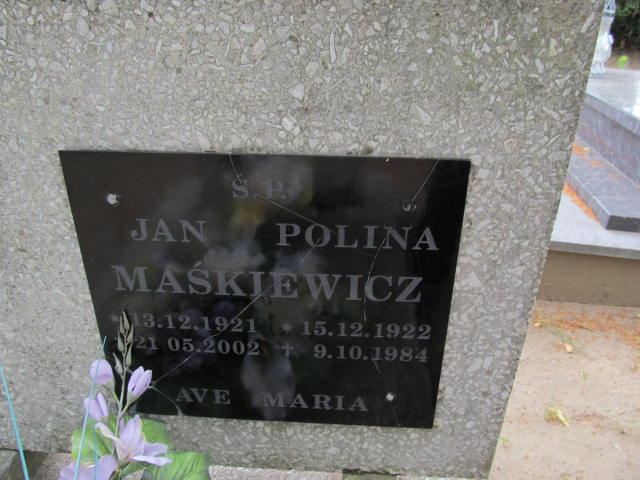 Ś. P.
JAN POLINA
MAŚKIEWICZ
* 13.12.1921 * 15.12.1922
21 05.2002 + 9.10.1984
AVE MARIA